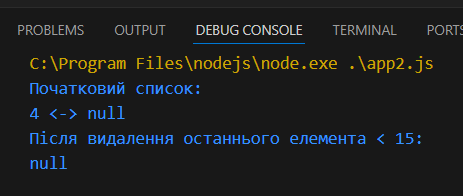 PROBLEMS OUTPUT DEBUG CONSOLE TERMINAL PORTS
C:\Program Files\nodejs\node.exe .\app2.js
Початковий список:
4 <-> null
Після видалення останнього елемента < 15:
null